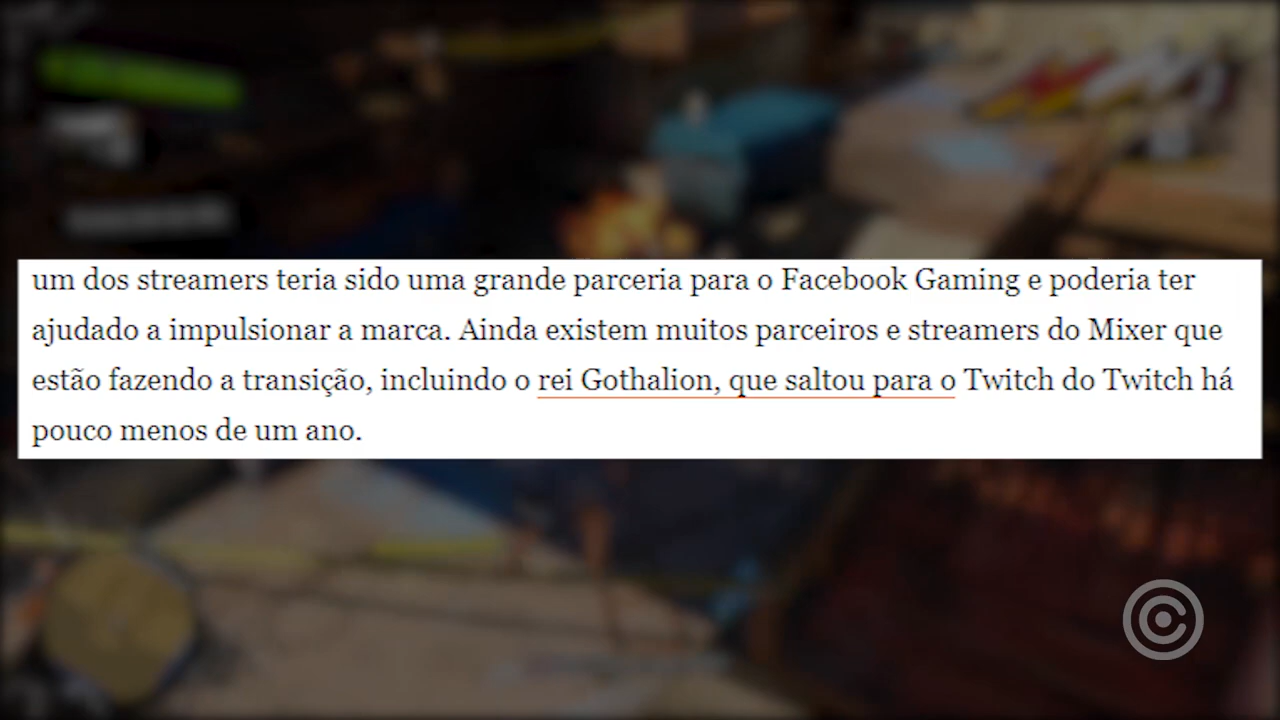 um dos streamers teria sido uma grande parceria para o Facebook Gaming e poderia ter
ajudado a impulsionar a marca. Ainda existem muitos parceiros e streamers do Mixer que
estão fazendo a transição, incluindo o rei Gothalion, que saltou para o Twitch do Twitch há
pouco menos de um ano.